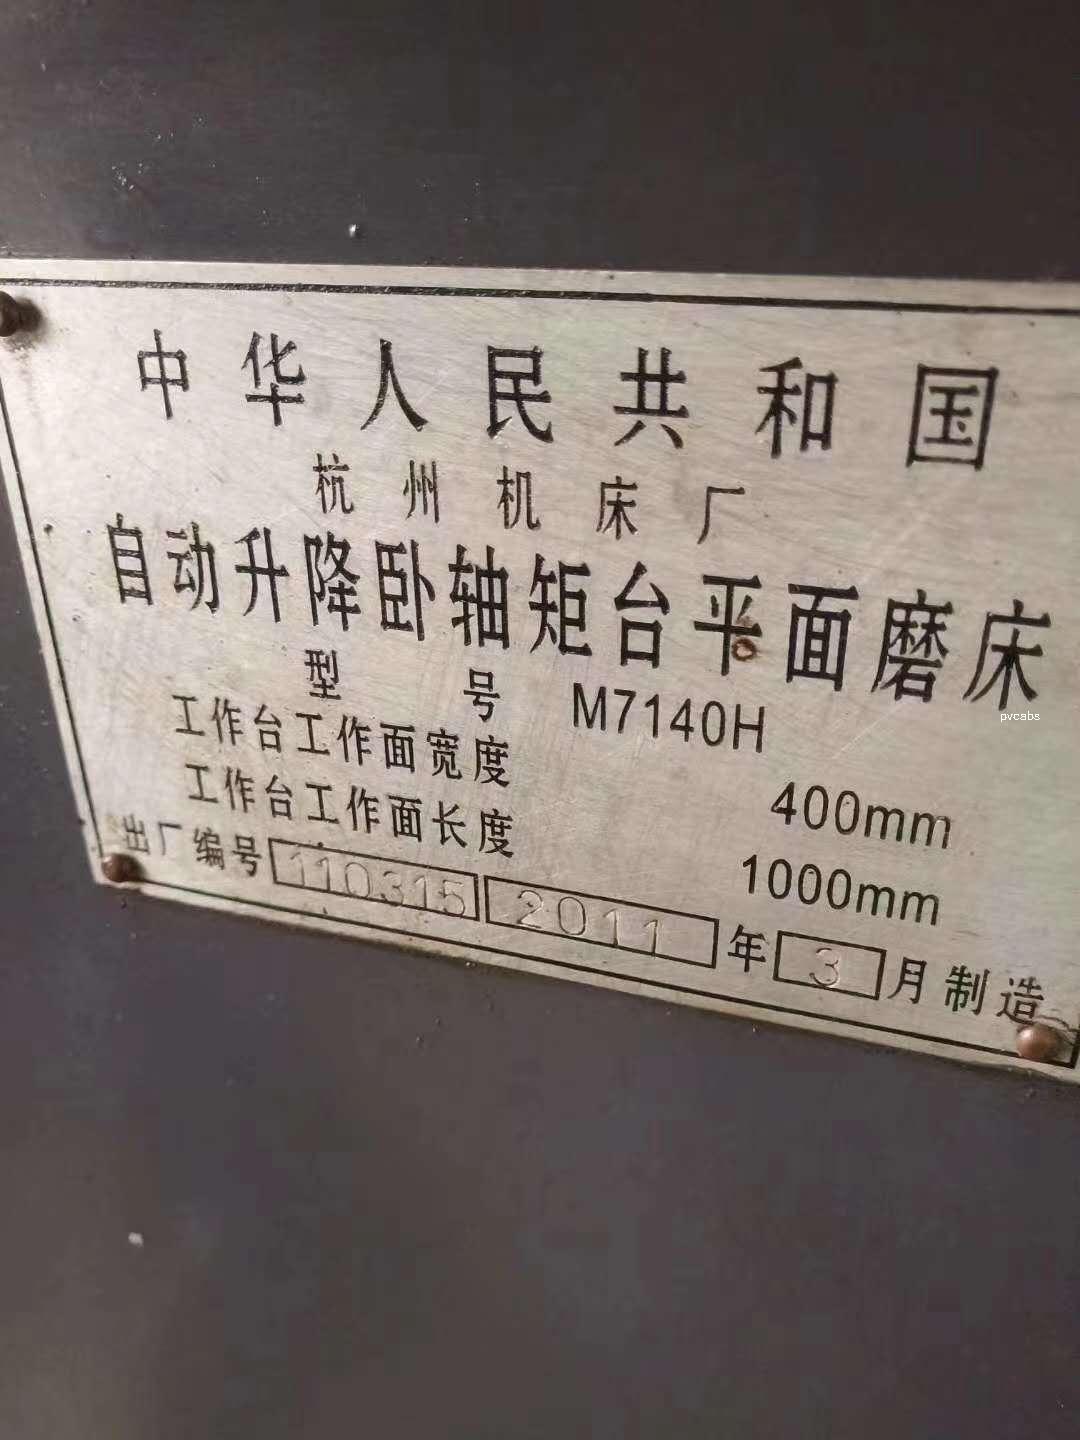 中华人民共和国
杭州机床厂
自动升降卧轴矩台平面磨床
型号 M7140H
工作台工作面宽度 400mm
工作台工作面长度 1000mm
出厂编号 110315 2011 年 3 月制造
pvcabs